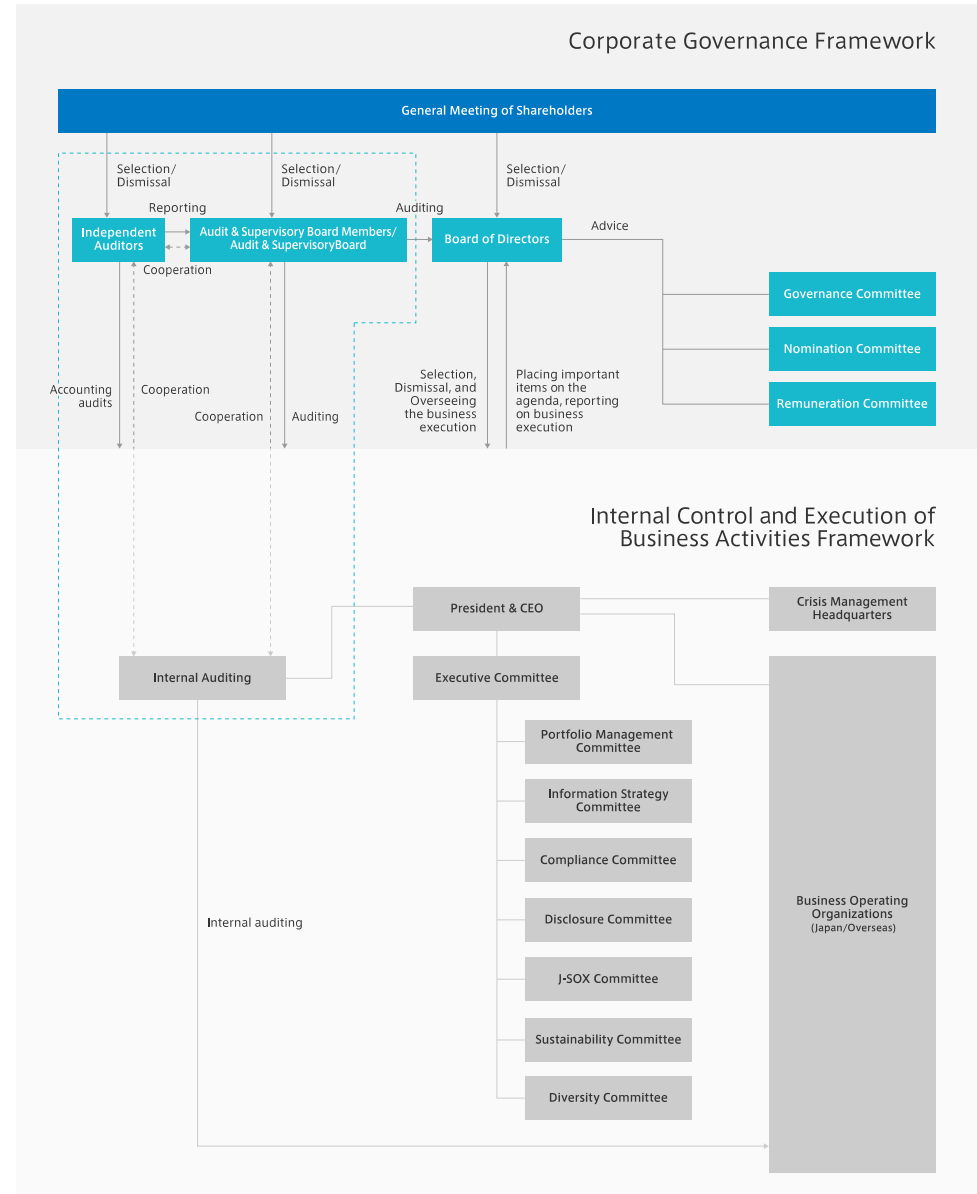 Corporate Governance Framework
General Meeting of Shareholders
Selection/
Dismissal
Selection/
Dismissal
Selection/
Dismissal
Reporting
Auditing
Independent
Auditors
Audit & Supervisory Board Members/
Audit & SupervisoryBoard
Board of Directors
Advice
Cooperation
Governance Committee
Nomination Committee
Remuneration Committee
Accounting
audits
Cooperation
Cooperation
Auditing
Selection,
Dismissal, and
Overseeing
the business
execution
Placing important
items on the
agenda, reporting
on business
execution
Internal Control and Execution of
Business Activities Framework
President & CEO
Crisis Management
Headquarters
Internal Auditing
Executive Committee
Portfolio Management
Committee
Information Strategy
Committee
Compliance Committee
Disclosure Committee
J-SOX Committee
Sustainability Committee
Diversity Committee
Internal auditing
Business Operating
Organizations
(Japan/Overseas)